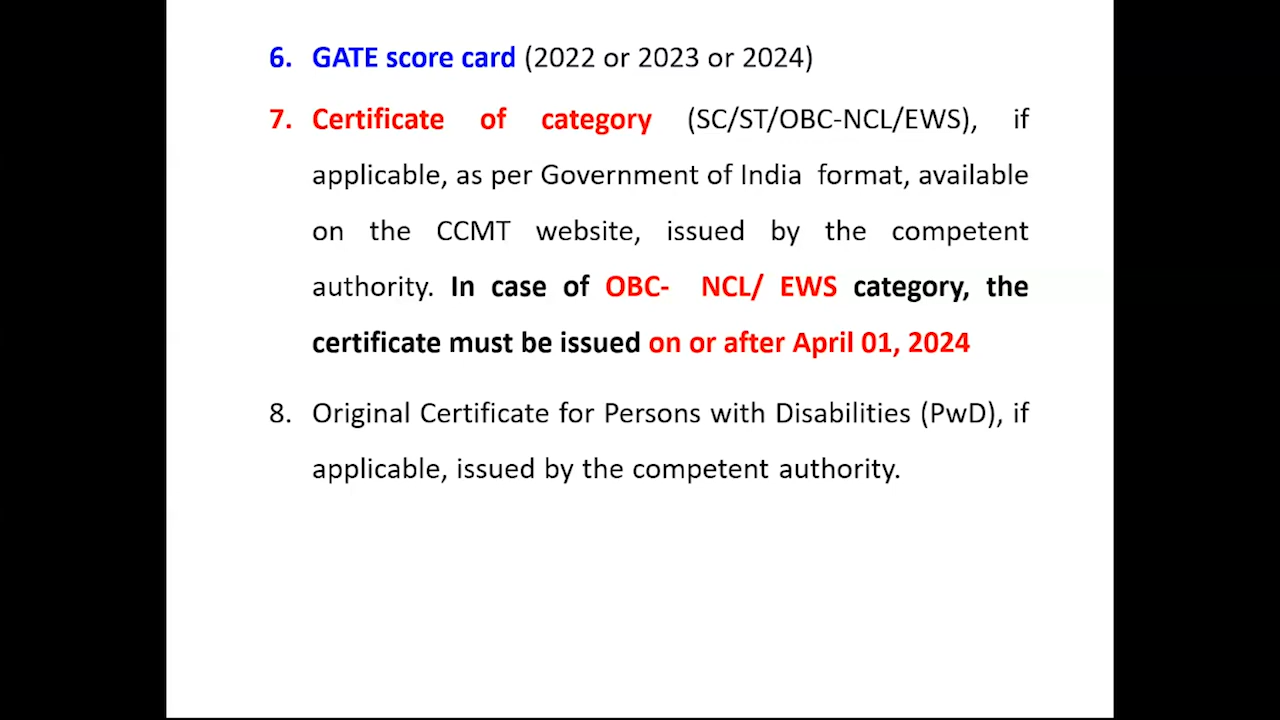 6. GATE score card (2022 or 2023 or 2024)
7. Certificate of category (SC/ST/OBC-NCL/EWS), if
applicable, as per Government of India format, available
on the CCMT website, issued by the competent
authority. In case of OBC- NCL/ EWS category, the
certificate must be issued on or after April 01, 2024
8. Original Certificate for Persons with Disabilities (PwD), if
applicable, issued by the competent authority.